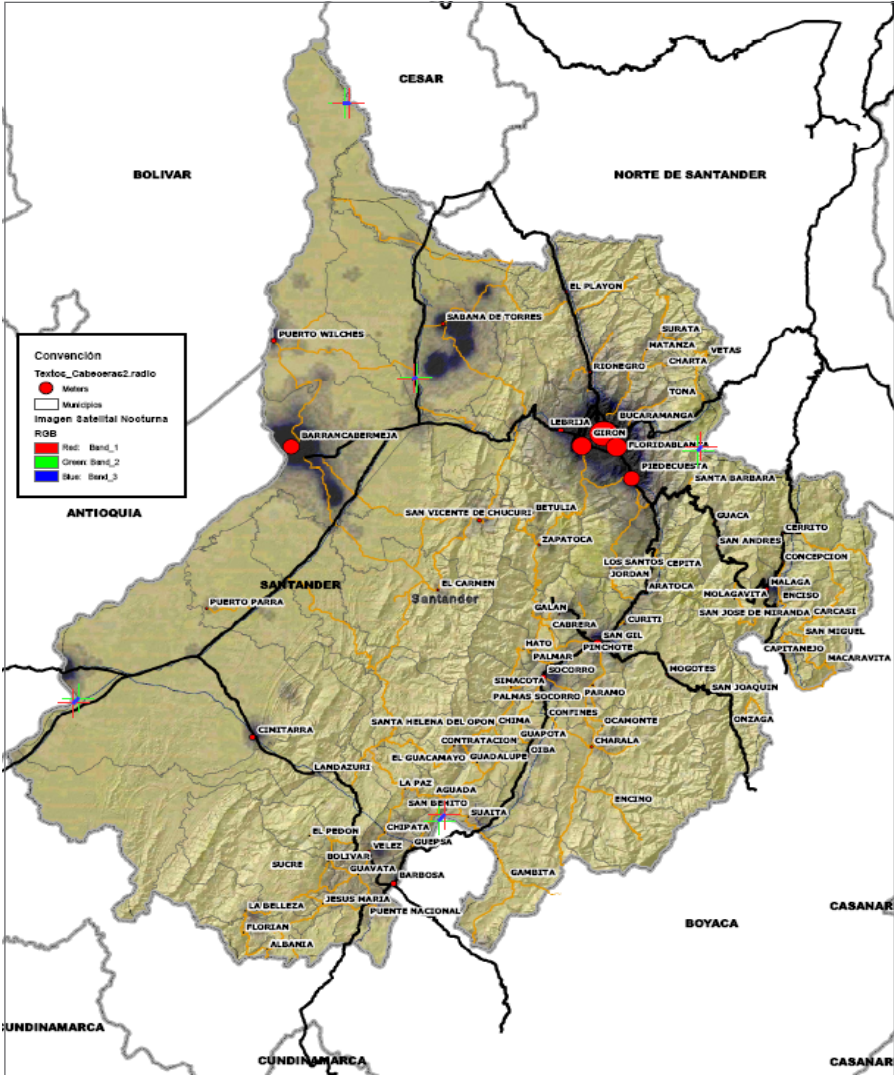 CESAR
BOLIVAR
NORTE DE SANTANDER
EL PLAYON
SABANA DE TORRES
SURATA
PUERTO WILCHES
MATANZA
VETAS
CHARTA
RIONEGRO
Convención
Textos_Cabeceras2.radio
Meters
Municipios
Imagen Satelital Nocturna
RGB
Red: Band_1
Green: Band_2
Blue: Band_3
TONA
BUCARAMANGA
LEBRIJA
GIRON
BARRANCABERMEJA
FLORIDABLANCA
PIEDECUESTA
SANTA BARBARA
ANTIOQUIA
SAN VICENTE DE CHUCURI
BETULIA
GUACA
CERRITO
ZAPATOCA
SAN ANDRES
CONCEPCION
LOS SANTOS
CEPITA
JORDAN
SANTANDER
EL CARMEN
ARATOCA
MALAGA
MOLAGAVITA
ENCISO
Santander
PUERTO PARRA
GALAN
SAN JOSE DE MIRANDA
CARCASI
CABRERA
CURITI
SAN MIGUEL
SAN GIL
HATO
PINCHOTE
CAPITANEJO
PALMAR
MACARAVITA
SOCORRO
MOGOTES
SIMACOTA
SAN JOAQUIN
PALMAS SOCORRO
PARAMO
CONFINES
SANTA HELENA DEL OPON
CHIMA
OCAMONTE
ONZAGA
CIMITARRA
GUAPOTA
CONTRATACION
CHARALA
OIBA
EL GUACAMAYO
GUADALUPE
LANDAZURI
LA PAZ
AGUADA
ENCINO
SAN BENITO
SUAITA
CHIPATA
EL PEDON
VELEZ
GUEPSA
BOLIVAR
SUCRE
GUAVATA
BARBOSA
GAMBITA
JESUS MARIA
LA BELLEZA
PUENTE NACIONAL
CASANAR
BOYACA
FLORIAN
ALBANIA
CUNDINAMARCA
CUNDINAMARCA
CASANAR